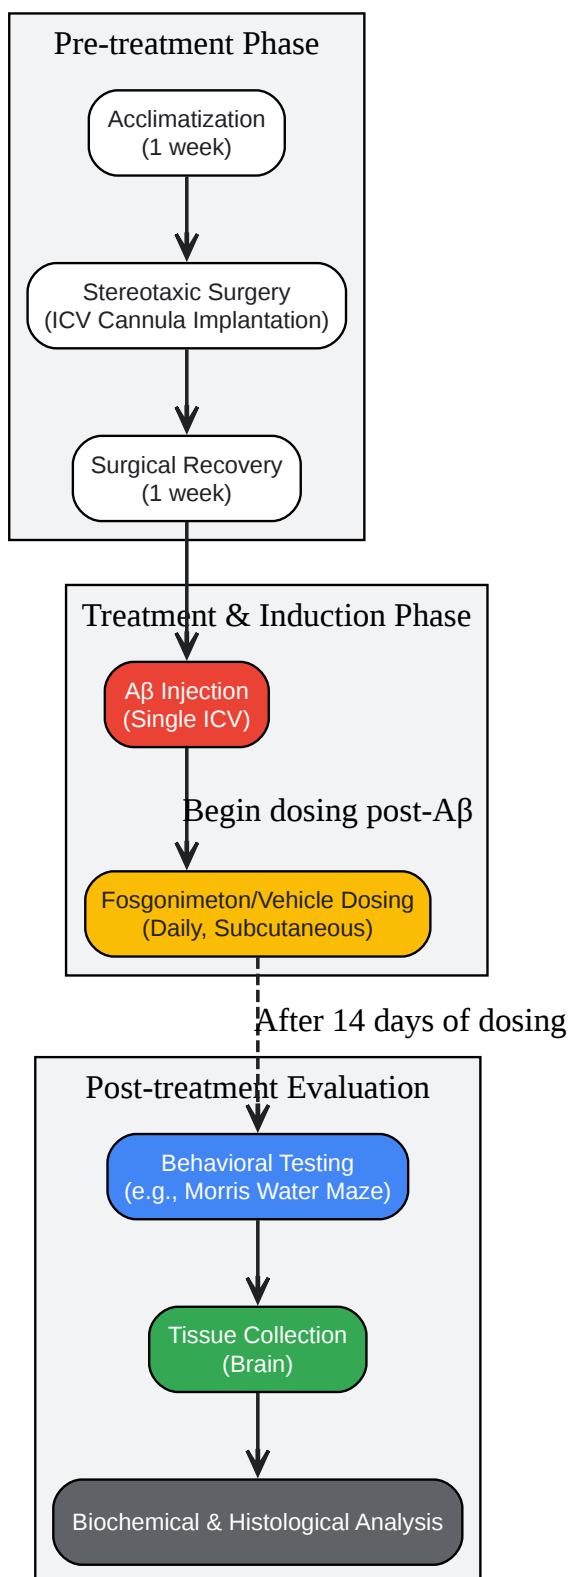 Pre-treatment Phase
Acclimatization
(1 week)
Stereotaxic Surgery
(ICV Cannula Implantation)
Surgical Recovery
(1 week)
Treatment & Induction Phase
Aβ Injection
(Single ICV)
Begin dosing post-Aβ
Fosgonimeton/Vehicle Dosing
(Daily, Subcutaneous)
After 14 days of dosing
Post-treatment Evaluation
Behavioral Testing
(e.g., Morris Water Maze)
Tissue Collection
(Brain)
Biochemical & Histological Analysis